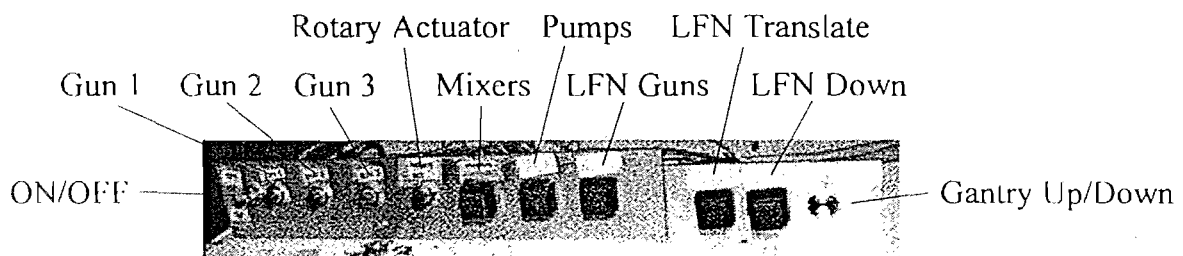 Rotary Actuator Pumps LFN Translate
Gun 1 Gun 2 Gun 3 Mixers LFN Guns LFN Down
ON/OFF
Gantry Up/Down